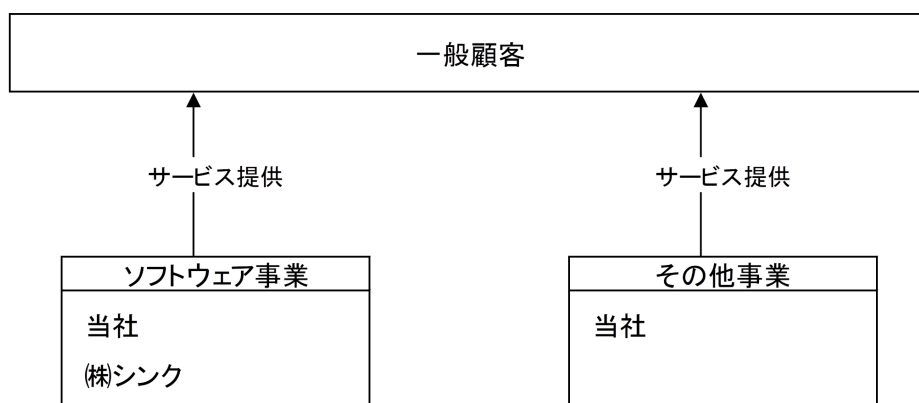 一般顧客
サービス提供
サービス提供
ソフトウェア事業
その他事業
当社
㈱シンク
当社